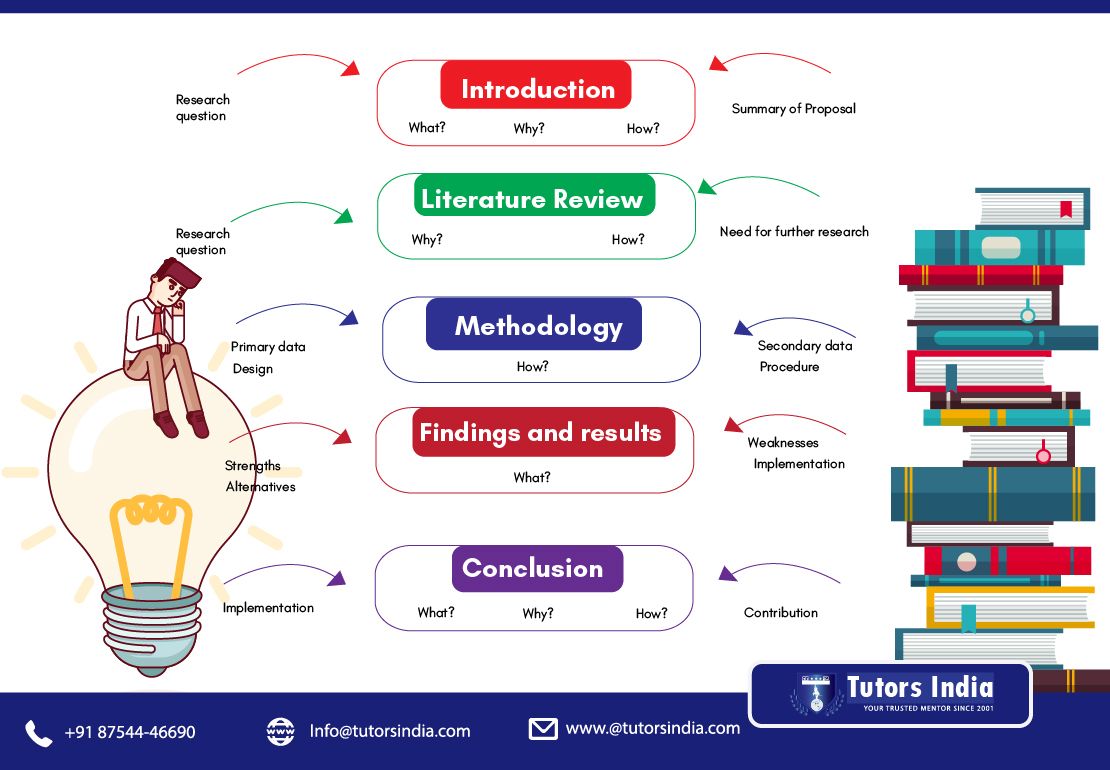 Introduction
Research
question
What? Why? How?
Summary of Proposal
Literature Review
Research
question
Why? How?
Need for further research
Methodology
Primary data
Design
How?
Secondary data
Procedure
Findings and results
Strengths
Alternatives
What?
Weaknesses
Implementation
Conclusion
Implementation
What? Why? How?
Contribution
Tutors India
YOUR TRUSTED MENTOR SINCE 2001
+91 87544-46690
Info@tutorsindia.com
www.@tutorsindia.com